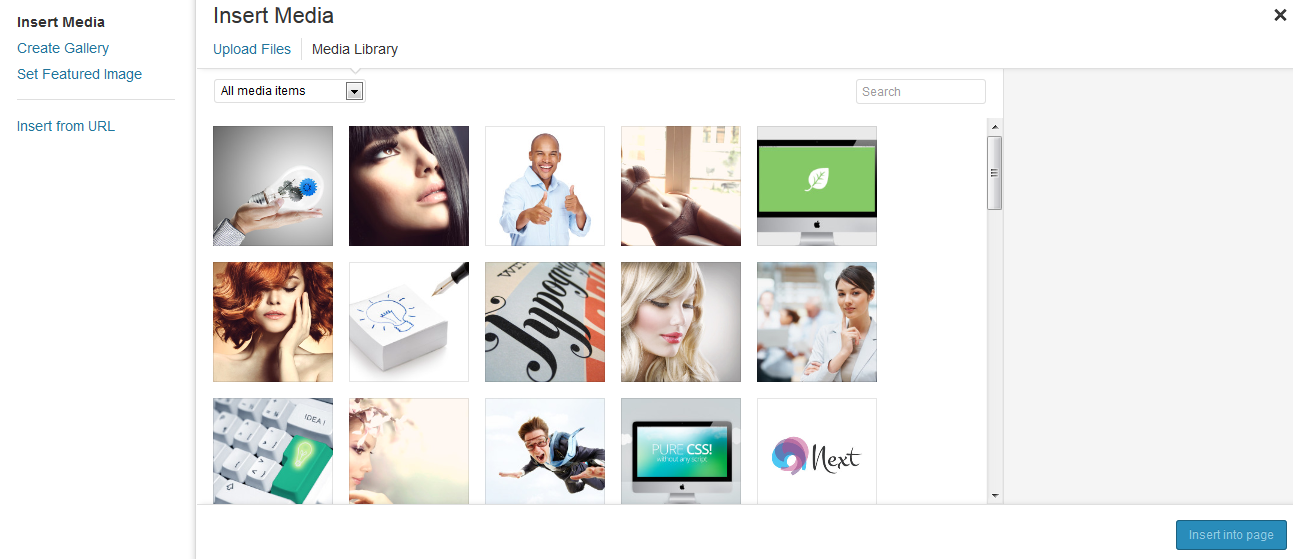 Insert Media
Create Gallery
Set Featured Image
Insert from URL
Insert Media
Upload Files
Media Library
All media items
Search
Typography
IDEA!
PURE CSS!
without any script
Next
Insert into page